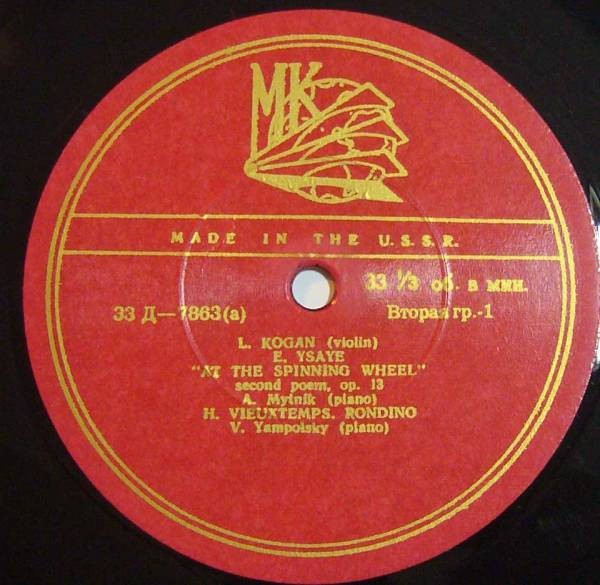 MK
MADE IN THE U.S.S.R.
33 ⅓ об. в мин.
33 Д—7863(a)
Вторая гр.-1
L. KOGAN (violin)
E. YSAYE
"AT THE SPINNING WHEEL"
second poem, op. 13
A. Mytnik (piano)
H. VIEUXTEMPS. RONDINO
V. Yampolsky (piano)